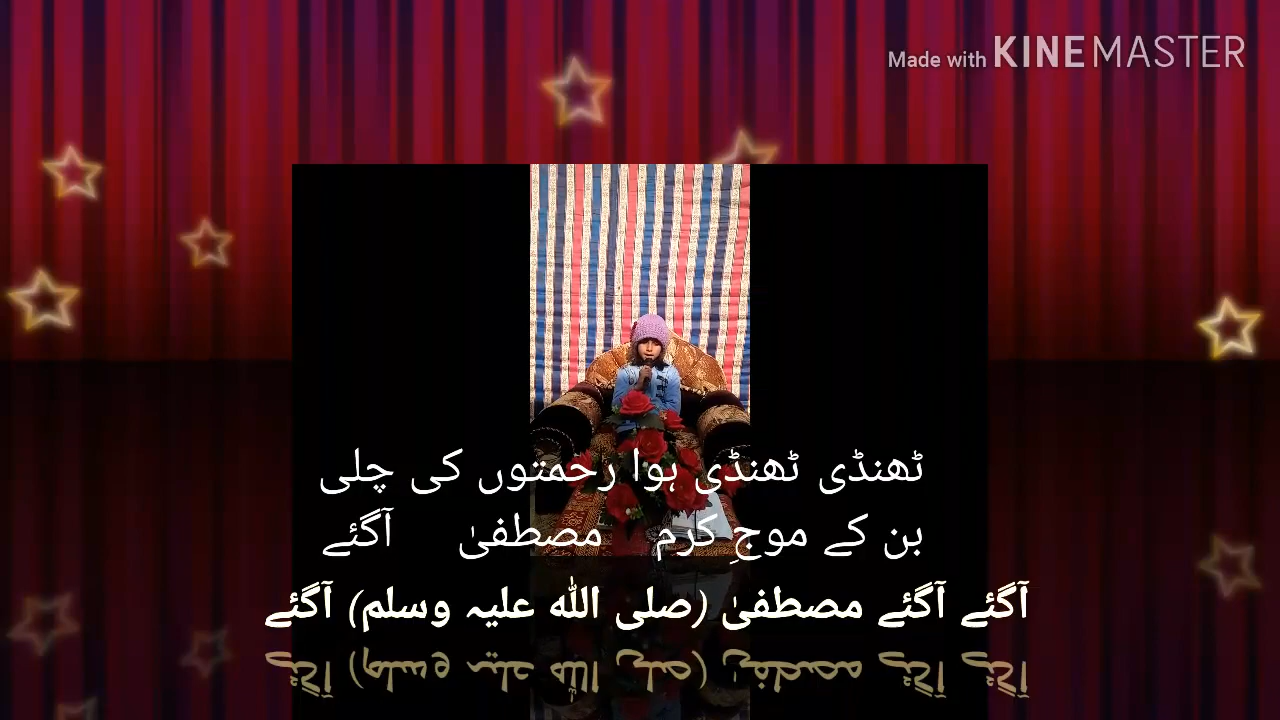 Made with KINEMASTER
ٹھنڈی ٹھنڈی ہوا رحمتوں کی چلی
بن کے موجِ کرم مصطفیٰ آگئے
آگئے آگئے مصطفیٰ (صلی اللہ علیہ وسلم) آگئے